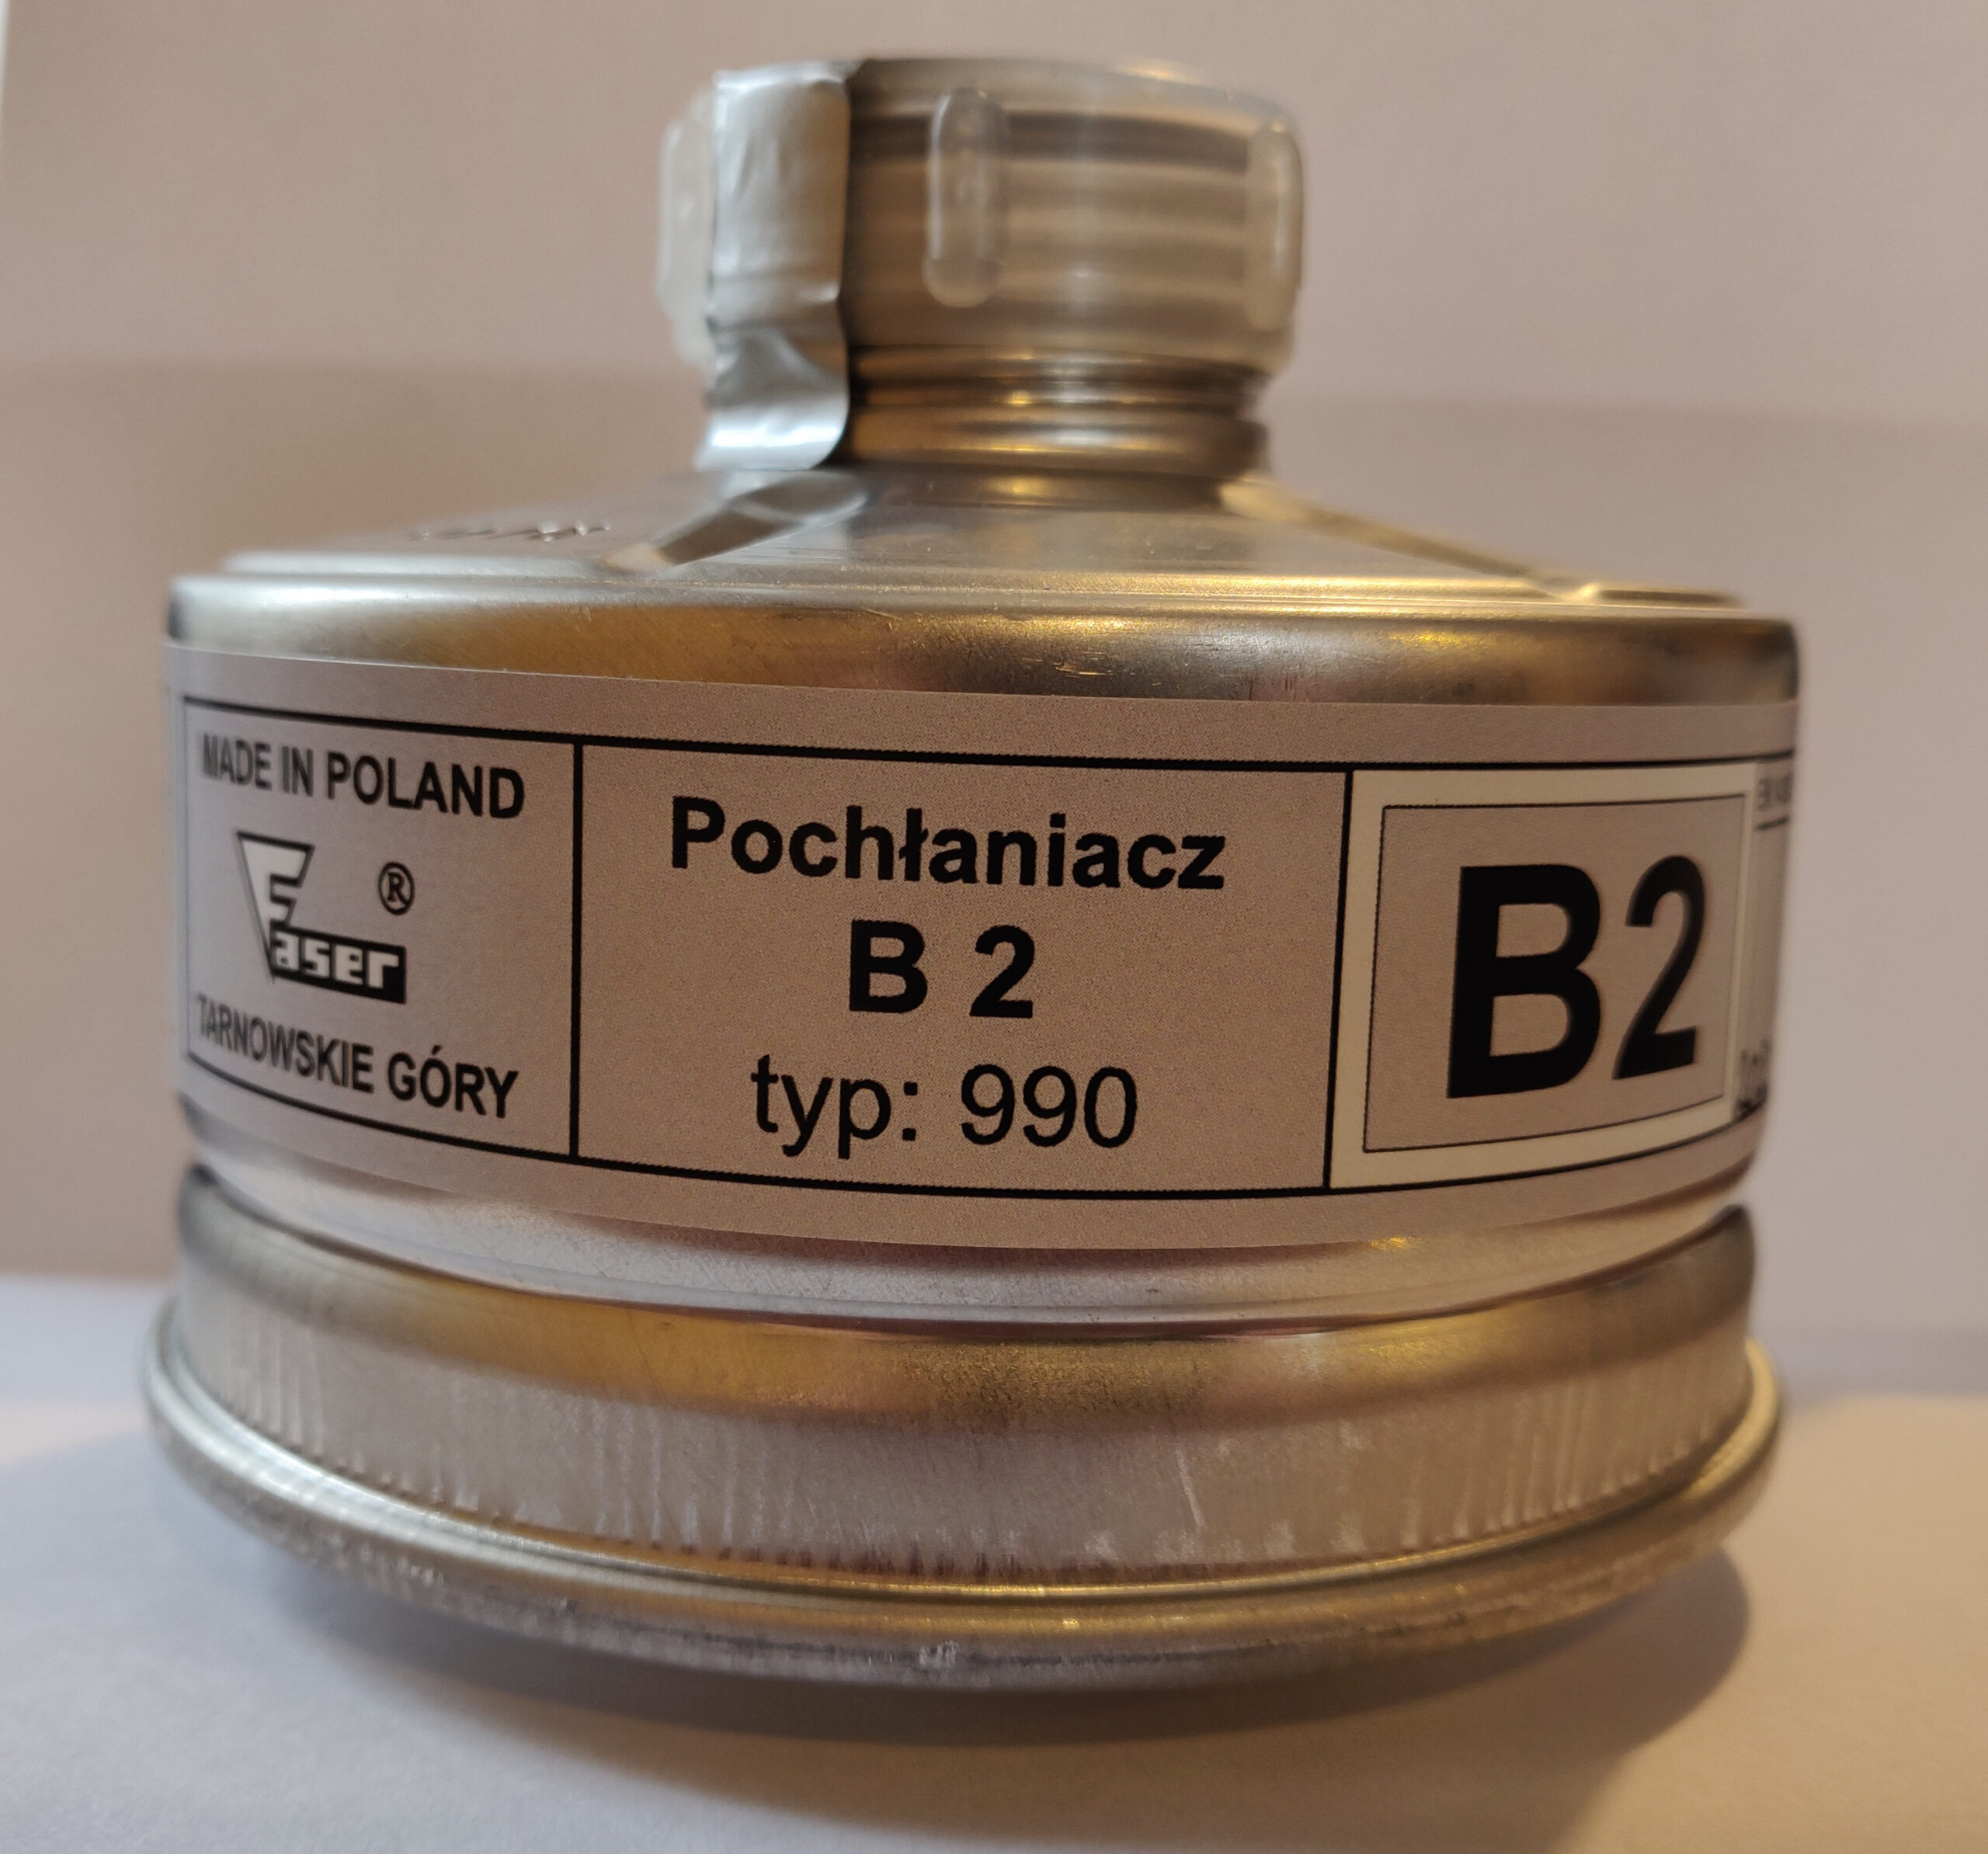 MADE IN POLAND
Faser ®
TARNOWSKIE GÓRY
Pochłaniacz
B 2
typ: 990
B2